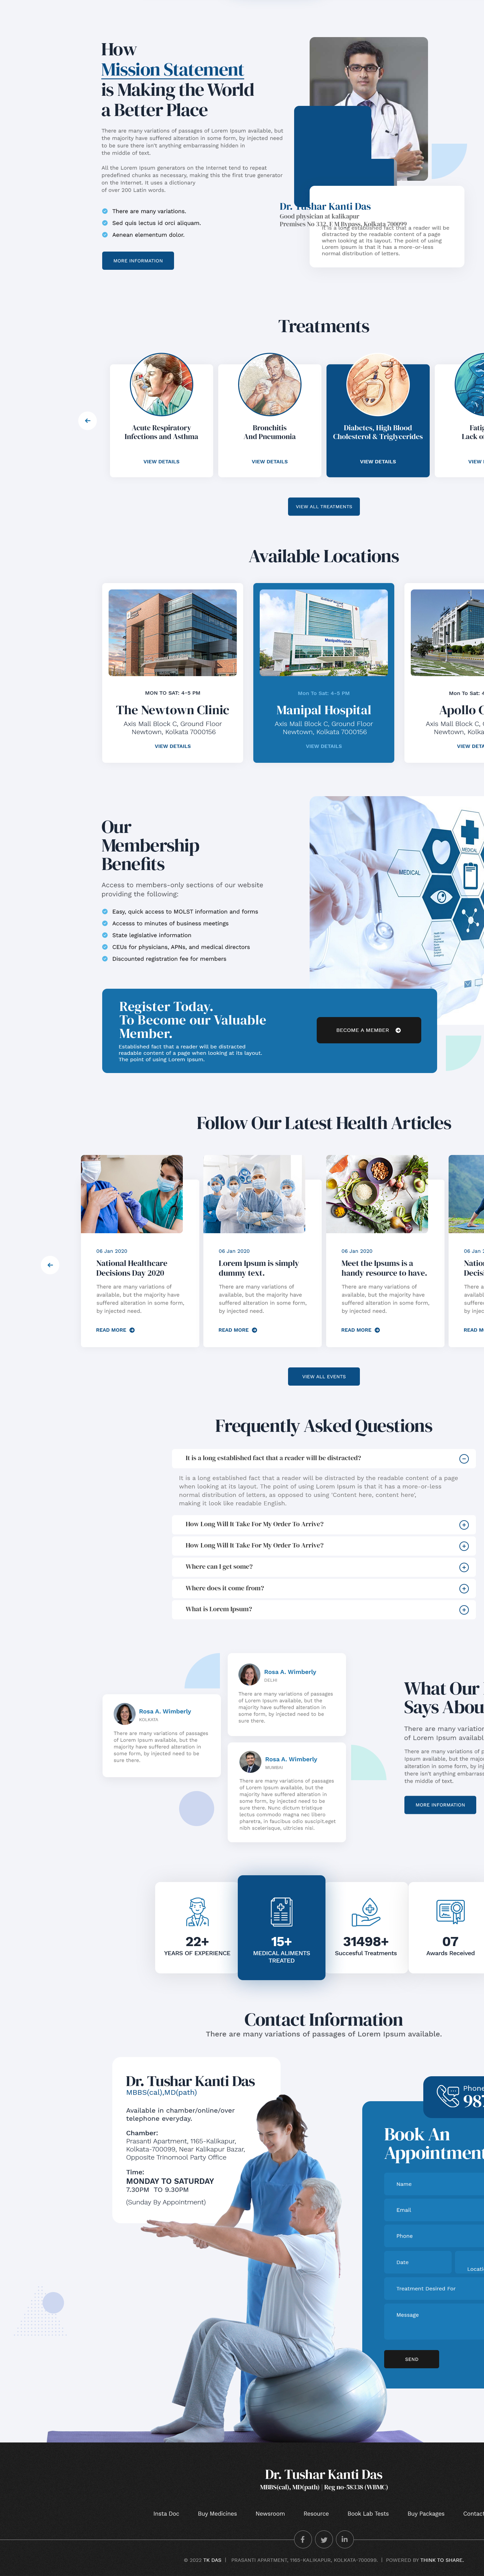 How
Mission Statement
is Making the World
a Better Place
There are many variations of passages of Lorem Ipsum available, but
the majority have suffered alteration in some form, by injected need
to be sure there isn't anything embarrassing hidden in
the middle of text.
All the Lorem Ipsum generators on the Internet tend to repeat
predefined chunks as necessary, making this the first true generator
on the Internet. It uses a dictionary
of over 200 Latin words.
There are many variations.
Sed quis lectus id orci aliquam.
Aenean elementum dolor.
MORE INFORMATION
Dr. Tushar Kanti Das
Good physician at kalikapur
Premises No 332, E M Bypass, Kolkata 700099
It is a long established fact that a reader will be
distracted by the readable content of a page
when looking at its layout. The point of using
Lorem Ipsum is that it has a more-or-less
normal distribution of letters.
Treatments
Acute Respiratory
Infections and Asthma
VIEW DETAILS
Bronchitis
And Pneumonia
VIEW DETAILS
Diabetes, High Blood
Cholesterol & Triglycerides
VIEW DETAILS
VIEW ALL TREATMENTS
Available Locations
MON TO SAT: 4-5 PM
The Newtown Clinic
Axis Mall Block C, Ground Floor
Newtown, Kolkata 7000156
VIEW DETAILS
Mon To Sat: 4-5 PM
Manipal Hospital
Axis Mall Block C, Ground Floor
Newtown, Kolkata 7000156
VIEW DETAILS
Mon To Sat:
Apollo
Axis Mall Block C,
Newtown,
Our
Membership
Benefits
Access to members-only sections of our website
providing the following:
Easy, quick access to MOLST information and forms
Accesss to minutes of business meetings
State legislative information
CEUs for physicians, APNs, and medical directors
Discounted registration fee for members
MEDICAL
Register Today.
To Become our Valuable
Member.
Established fact that a reader will be distracted
readable content of a page when looking at its layout.
The point of using Lorem Ipsum.
BECOME A MEMBER
Follow Our Latest Health Articles
06 Jan 2020
National Healthcare
Decisions Day 2020
There are many variations of
available, but the majority have
suffered alteration in some form,
by injected need.
READ MORE
06 Jan 2020
Lorem Ipsum is simply
dummy text.
There are many variations of
available, but the majority have
suffered alteration in some form,
by injected need.
READ MORE
06 Jan 2020
Meet the Ipsums is a
handy resource to have.
There are many variations of
available, but the majority have
suffered alteration in some form,
by injected need.
READ MORE
06 Jan
VIEW ALL EVENTS
Frequently Asked Questions
It is a long established fact that a reader will be distracted?
It is a long established fact that a reader will be distracted by the readable content of a page
when looking at its layout. The point of using Lorem Ipsum is that it has a more-or-less
normal distribution of letters, as opposed to using 'Content here, content here',
making it look like readable English.
How Long Will It Take For My Order To Arrive?
How Long Will It Take For My Order To Arrive?
Where can I get some?
Where does it come from?
What is Lorem Ipsum?
Rosa A. Wimberly
KOLKATA
There are many variations of passages
of Lorem Ipsum available, but the
majority have suffered alteration in
some form, by injected need to be
sure there.
Rosa A. Wimberly
DELHI
There are many variations of passages
of Lorem Ipsum available, but the
majority have suffered alteration in
some form, by injected need to be
sure there.
Rosa A. Wimberly
MUMBAI
There are many variations of passages
of Lorem Ipsum available, but the
majority have suffered alteration in
some form, by injected need to be
sure there. Nunc dictum tristique
lectus commodo magna nec libero
pharetra, in faucibus odio suscipit.eget
nibh scelerisque, ultricies nisl.
What Our
Says
There are many
of Lorem Ipsum
There are many variations of
Ipsum available, but the major
alteration in some form, by
there isn't anything
the middle of text.
MORE INFORMATION
22+
YEARS OF EXPERIENCE
15+
MEDICAL ALIMENTS
TREATED
31498+
Succesful Treatments
07
Awards Received
Contact Information
There are many variations of passages of Lorem Ipsum available.
Dr. Tushar Kanti Das
MBBS(cal),MD(path)
Available in chamber/online/over
telephone everyday.
Chamber:
Prasanti Apartment, 1165-Kalikapur,
Kolkata-700099, Near Kalikapur Bazar,
Opposite Trinomool Party Office
Time:
MONDAY TO SATURDAY
7.30PM TO 9.30PM
(Sunday By Appointment)
Phone
987
Book An
Appointment
Name
Email
Phone
Date
Treatment Desired For
Message
SEND
Dr. Tushar Kanti Das
MBBS(cal), MD(path) | Reg no-58338 (WBMC)
Insta Doc
Buy Medicines
Newsroom
Resource
Book Lab Tests
Buy Packages
Contact
© 2022 TK DAS | PRASANTI APARTMENT, 1165-KALIKAPUR, KOLKATA-700099. | POWERED BY THINK TO SHARE.